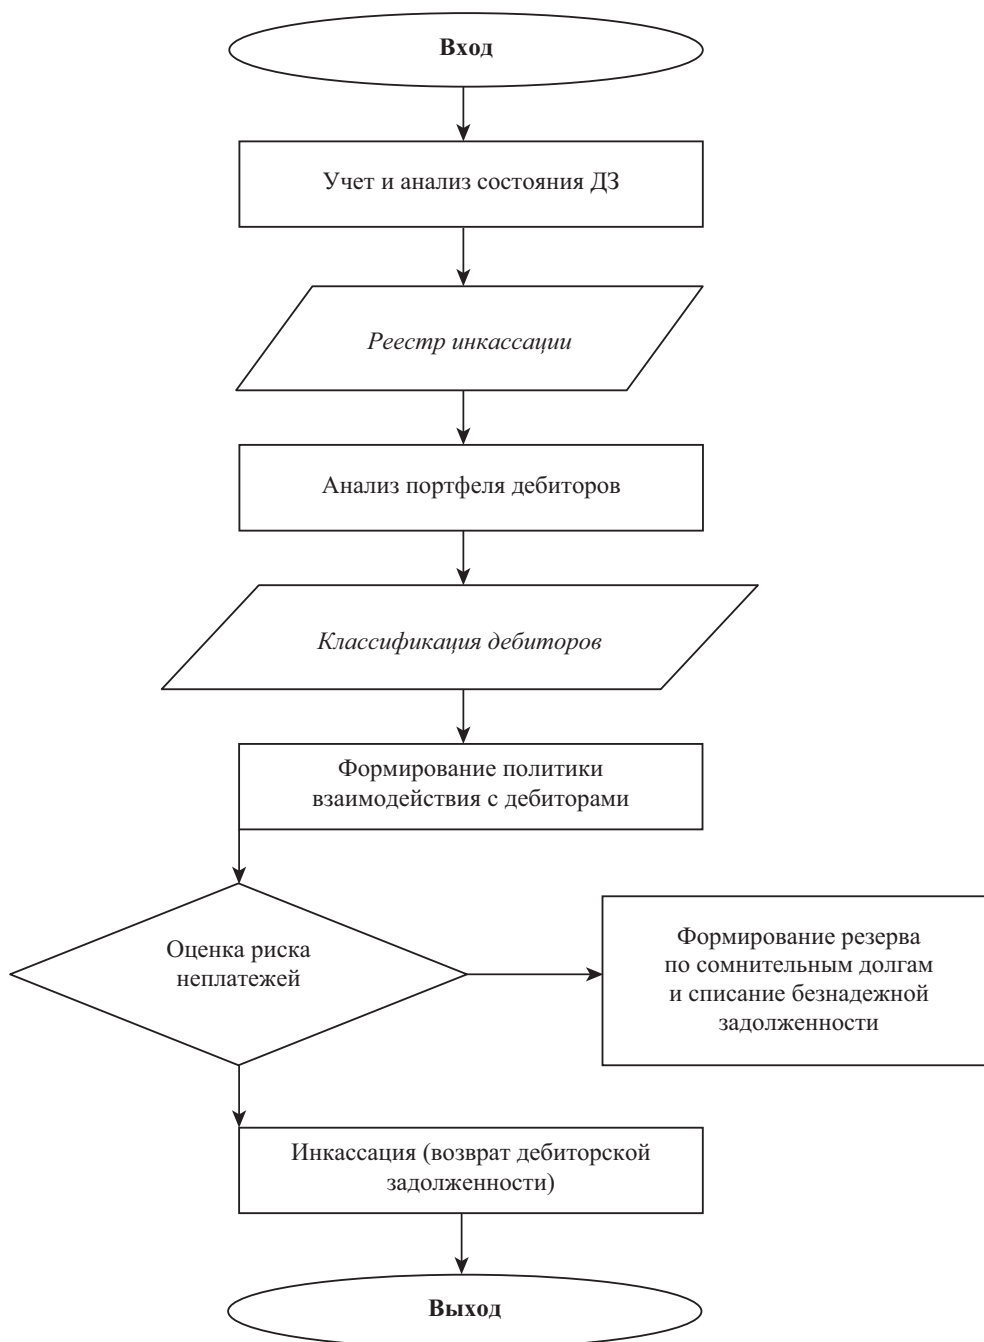 Вход
Учет и анализ состояния ДЗ
Реестр инкассации
Анализ портфеля дебиторов
Классификация дебиторов
Формирование политики
взаимодействия с дебиторами
Оценка риска
неплатежей
Формирование резерва
по сомнительным долгам
и списание безнадежной
задолженности
Инкассация (возврат дебиторской
задолженности)
Выход